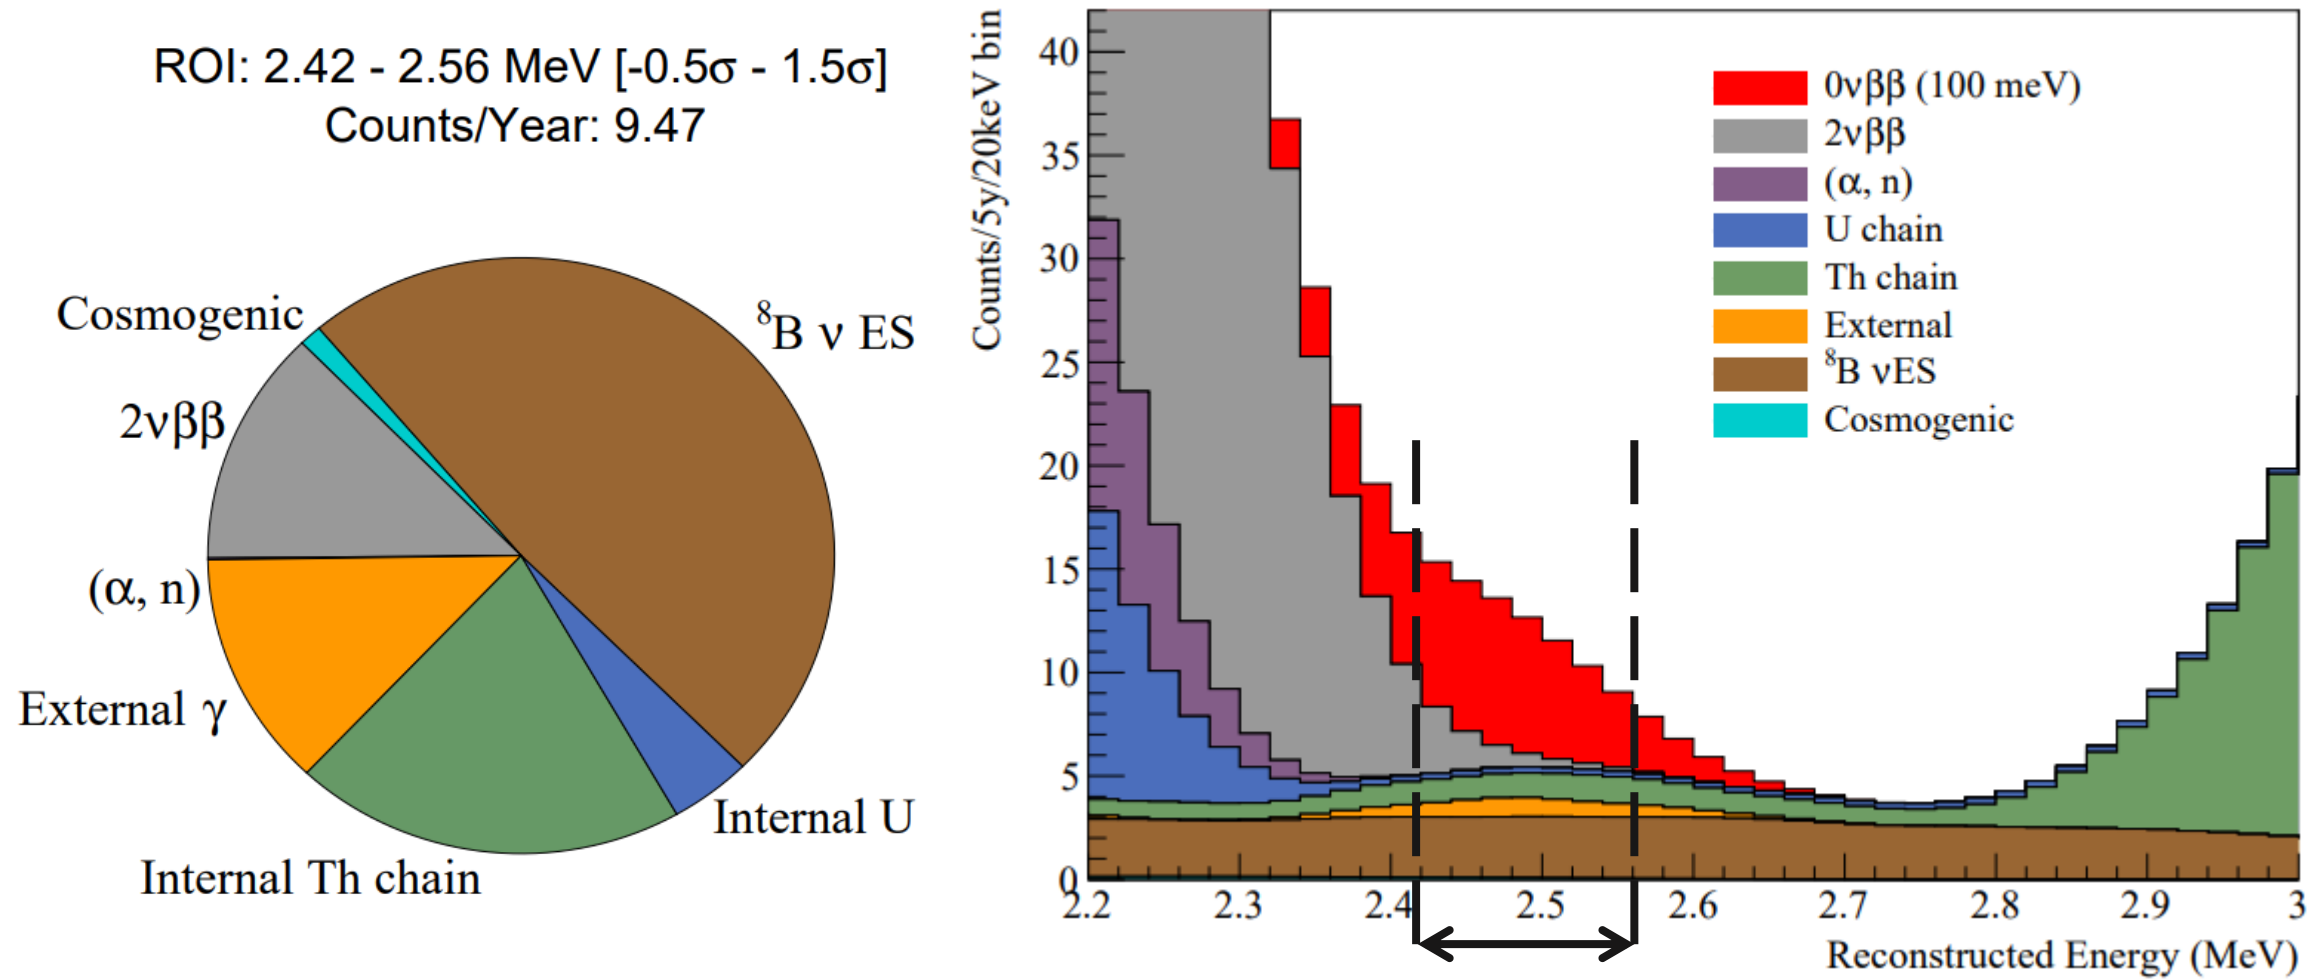 ROI: 2.42 - 2.56 MeV [-0.5σ - 1.5σ]
Counts/Year: 9.47
Cosmogenic
⁸B ν ES
2νββ
(α, n)
External γ
Internal U
Internal Th chain
Counts/5y/20keV bin
40
35
30
25
20
15
10
5
0
0νββ (100 meV)
2νββ
(α, n)
U chain
Th chain
External
⁸B νES
Cosmogenic
2.2 2.3 2.4 2.5 2.6 2.7 2.8 2.9 3
Reconstructed Energy (MeV)